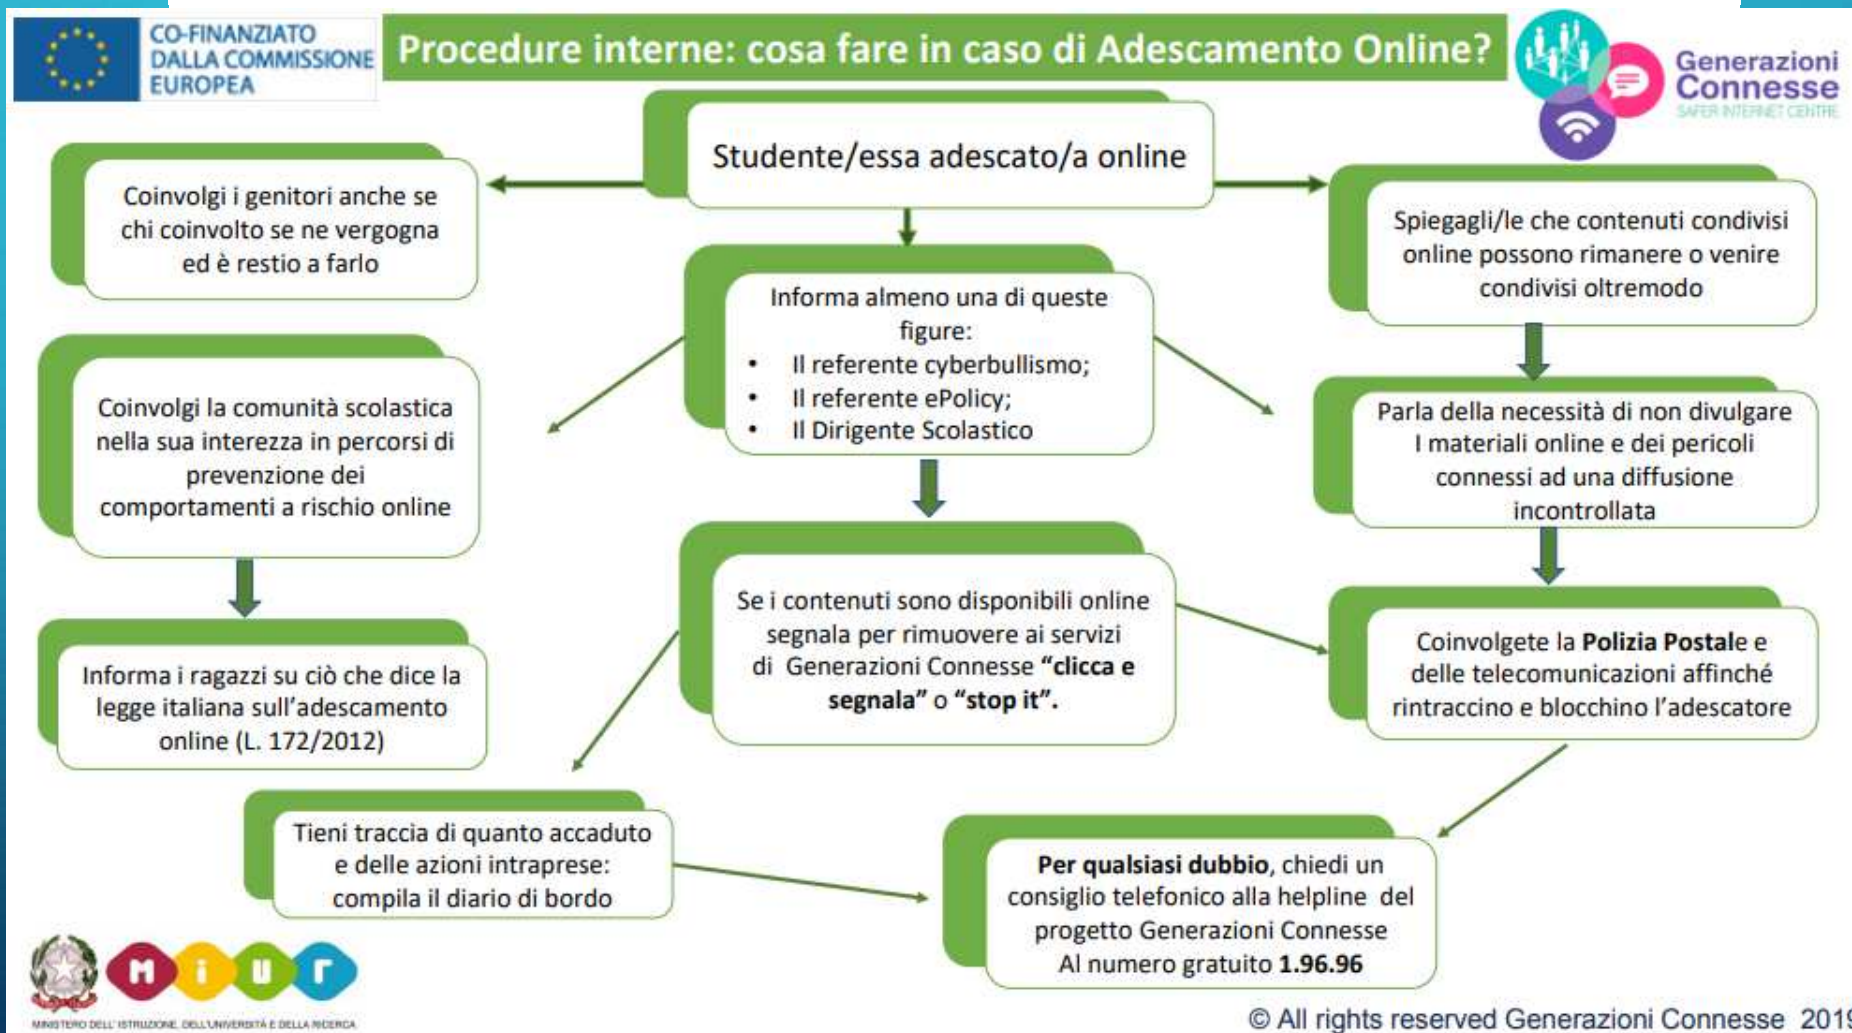 CO-FINANZIATO
DALLA COMMISSIONE
EUROPEA
Procedure interne: cosa fare in caso di Adescamento Online?
Generazioni
Connesse
SAFER INTERNET CENTRE
Studente/essa adescato/a online
Coinvolgi i genitori anche se
chi coinvolto se ne vergogna
ed è restio a farlo
Informa almeno una di queste
figure:
• Il referente cyberbullismo;
• Il referente ePolicy;
• Il Dirigente Scolastico
Spiegagli/le che contenuti condivisi
online possono rimanere o venire
condivisi oltremodo
Coinvolgi la comunità scolastica
nella sua interezza in percorsi di
prevenzione dei
comportamenti a rischio online
Parla della necessità di non divulgare
I materiali online e dei pericoli
connessi ad una diffusione
incontrollata
Se i contenuti sono disponibili online
segnala per rimuovere ai servizi
di Generazioni Connesse “clicca e
segnala” o “stop it”.
Informa i ragazzi su ciò che dice la
legge italiana sull’adescamento
online (L. 172/2012)
Coinvolgete la Polizia Postale e
delle telecomunicazioni affinché
rintraccino e blocchino l’adescatore
Tieni traccia di quanto accaduto
e delle azioni intraprese:
compila il diario di bordo
Per qualsiasi dubbio, chiedi un
consiglio telefonico alla helpline del
progetto Generazioni Connesse
Al numero gratuito 1.96.96
Miur
MINISTERO DELL' ISTRUZIONE, DELL'UNIVERSITÀ E DELLA RICERCA
© All rights reserved Generazioni Connesse 2019